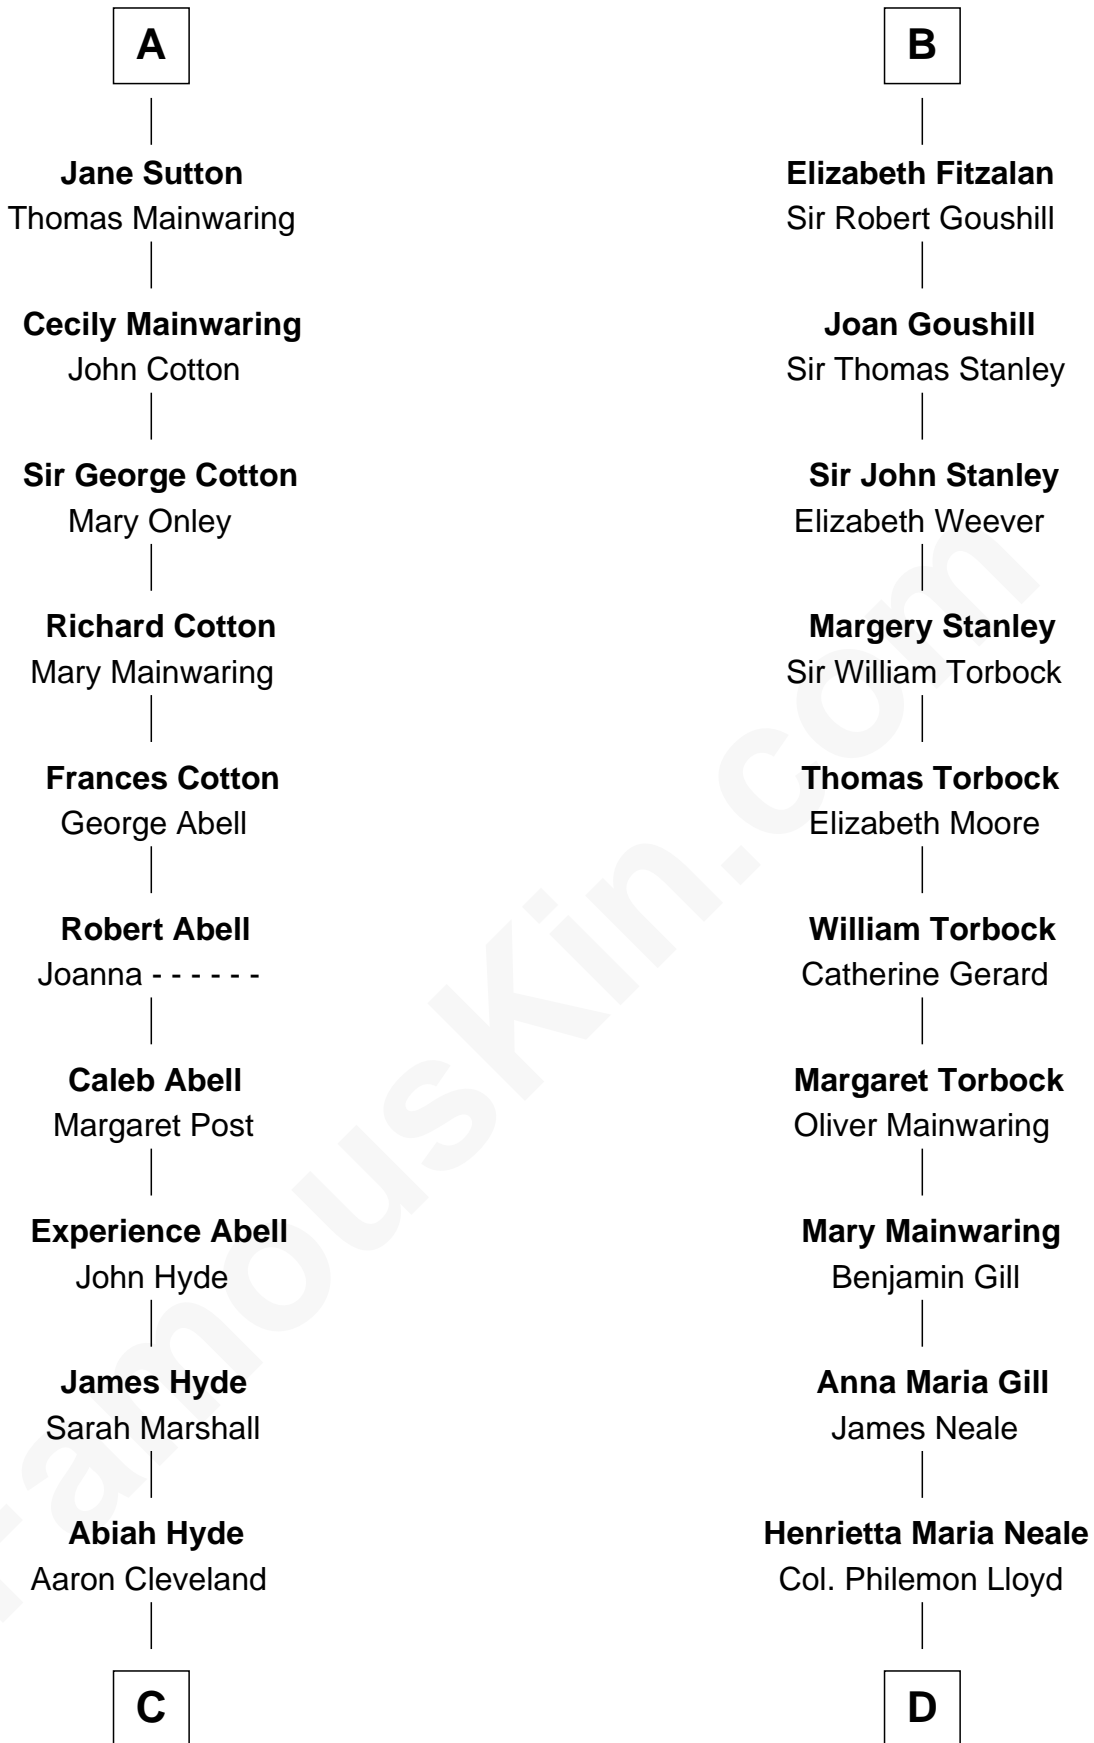 A
Jane Sutton
Thomas Mainwaring
Cecily Mainwaring
John Cotton
Sir George Cotton
Mary Onley
Richard Cotton
Mary Mainwaring
Frances Cotton
George Abell
Robert Abell
Joanna - - - - - -
Caleb Abell
Margaret Post
Experience Abell
John Hyde
James Hyde
Sarah Marshall
Abiah Hyde
Aaron Cleveland
C
B
Elizabeth Fitzalan
Sir Robert Goushill
Joan Goushill
Sir Thomas Stanley
Sir John Stanley
Elizabeth Weever
Margery Stanley
Sir William Torbock
Thomas Torbock
Elizabeth Moore
William Torbock
Catherine Gerard
Margaret Torbock
Oliver Mainwaring
Mary Mainwaring
Benjamin Gill
Anna Maria Gill
James Neale
Henrietta Maria Neale
Col. Philemon Lloyd
D
FamousKin.com